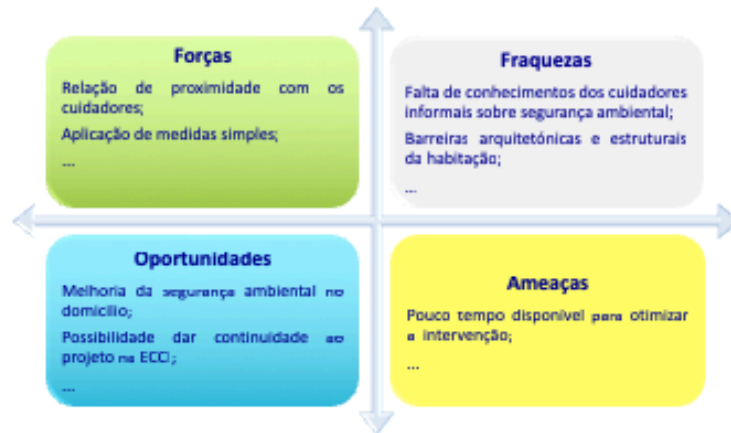 Forças
Relação de proximidade com os
cuidadores;
Aplicação de medidas simples;
...
Fraquezas
Falta de conhecimentos dos cuidadores
informais sobre segurança ambiental;
Barreiras arquitetónicas e estruturais
da habitação;
...
Oportunidades
Melhoria da segurança ambiental no
domicílio;
Possibilidade dar continuidade ao
projeto na ECCI;
...
Ameaças
Pouco tempo disponível para otimizar
a intervenção;
...